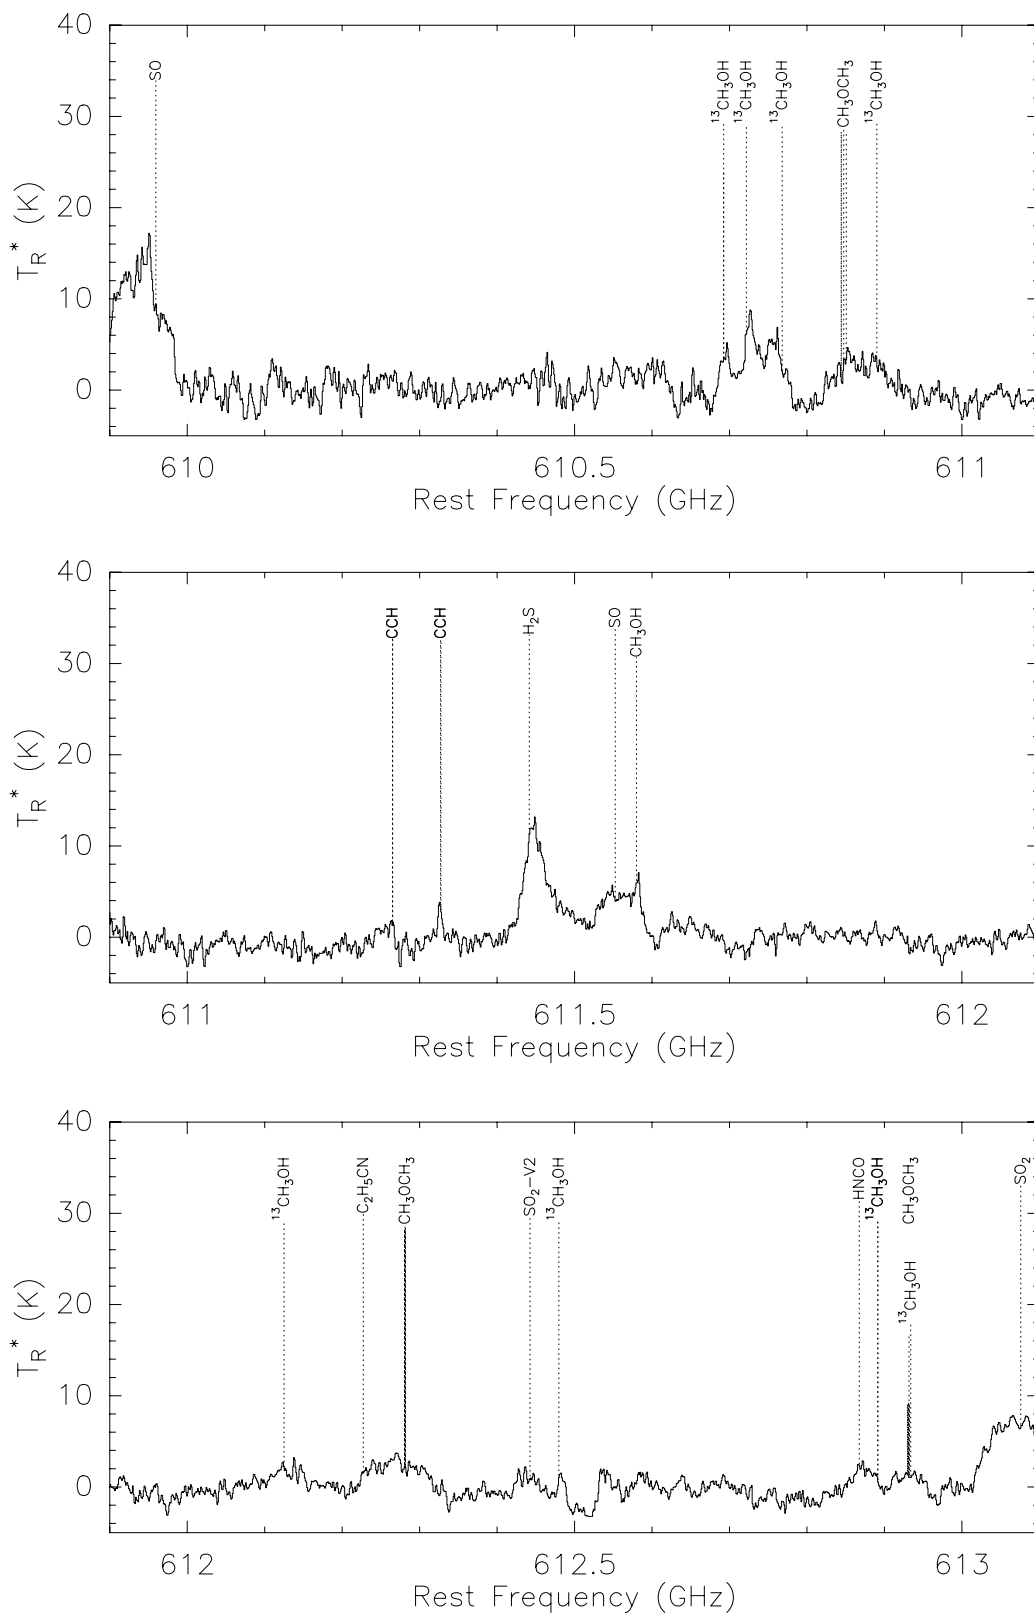 40
30
20
10
0
T_R^* (K)
SO
¹³CH₃OH
¹³CH₃OH
¹³CH₃OH
CH₃OCH₃
¹³CH₃OH
610
610.5
611
Rest Frequency (GHz)
40
30
20
10
0
T_R^* (K)
CCH
CCH
H₂S
SO
CH₃OH
611
611.5
612
Rest Frequency (GHz)
40
30
20
10
0
T_R^* (K)
¹³CH₃OH
C₂H₅CN
CH₃OCH₃
SO₂–V2
¹³CH₃OH
HNCO
¹³CH₃OH
CH₃OCH₃
¹³CH₃OH
SO₂
612
612.5
613
Rest Frequency (GHz)